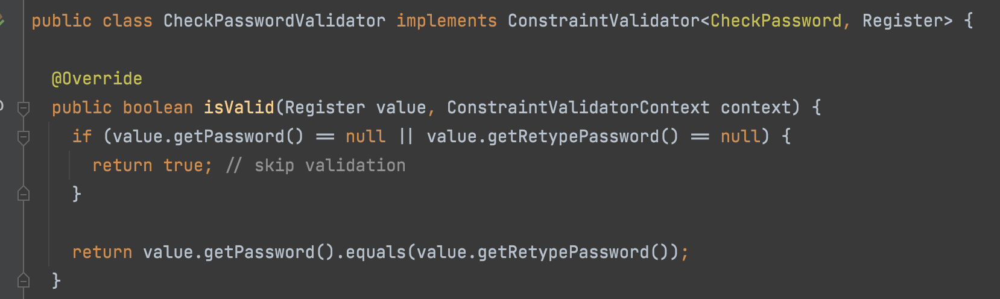 public class CheckPasswordValidator implements ConstraintValidator<CheckPassword, Register> {
@Override
public boolean isValid(Register value, ConstraintValidatorContext context) {
if (value.getPassword() == null || value.getRetypePassword() == null) {
return true; // skip validation
}
return value.getPassword().equals(value.getRetypePassword());
}